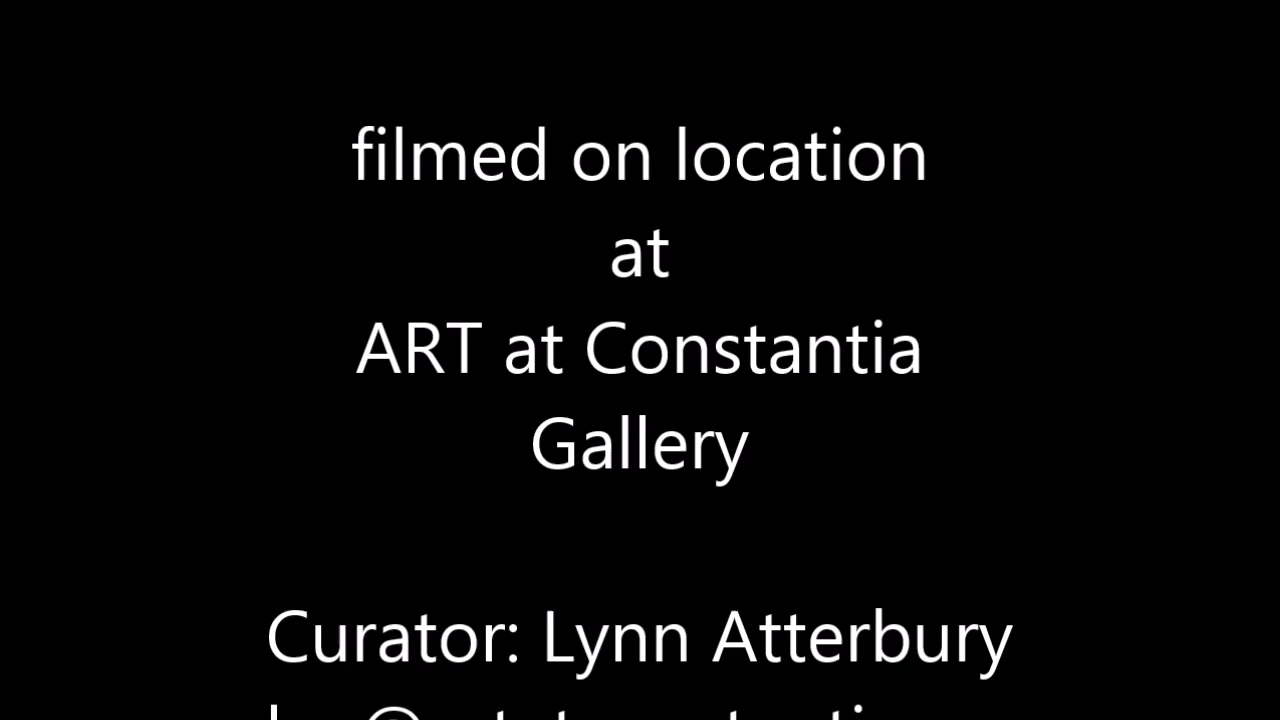 filmed on location
at
ART at Constantia
Gallery
Curator: Lynn Atterbury